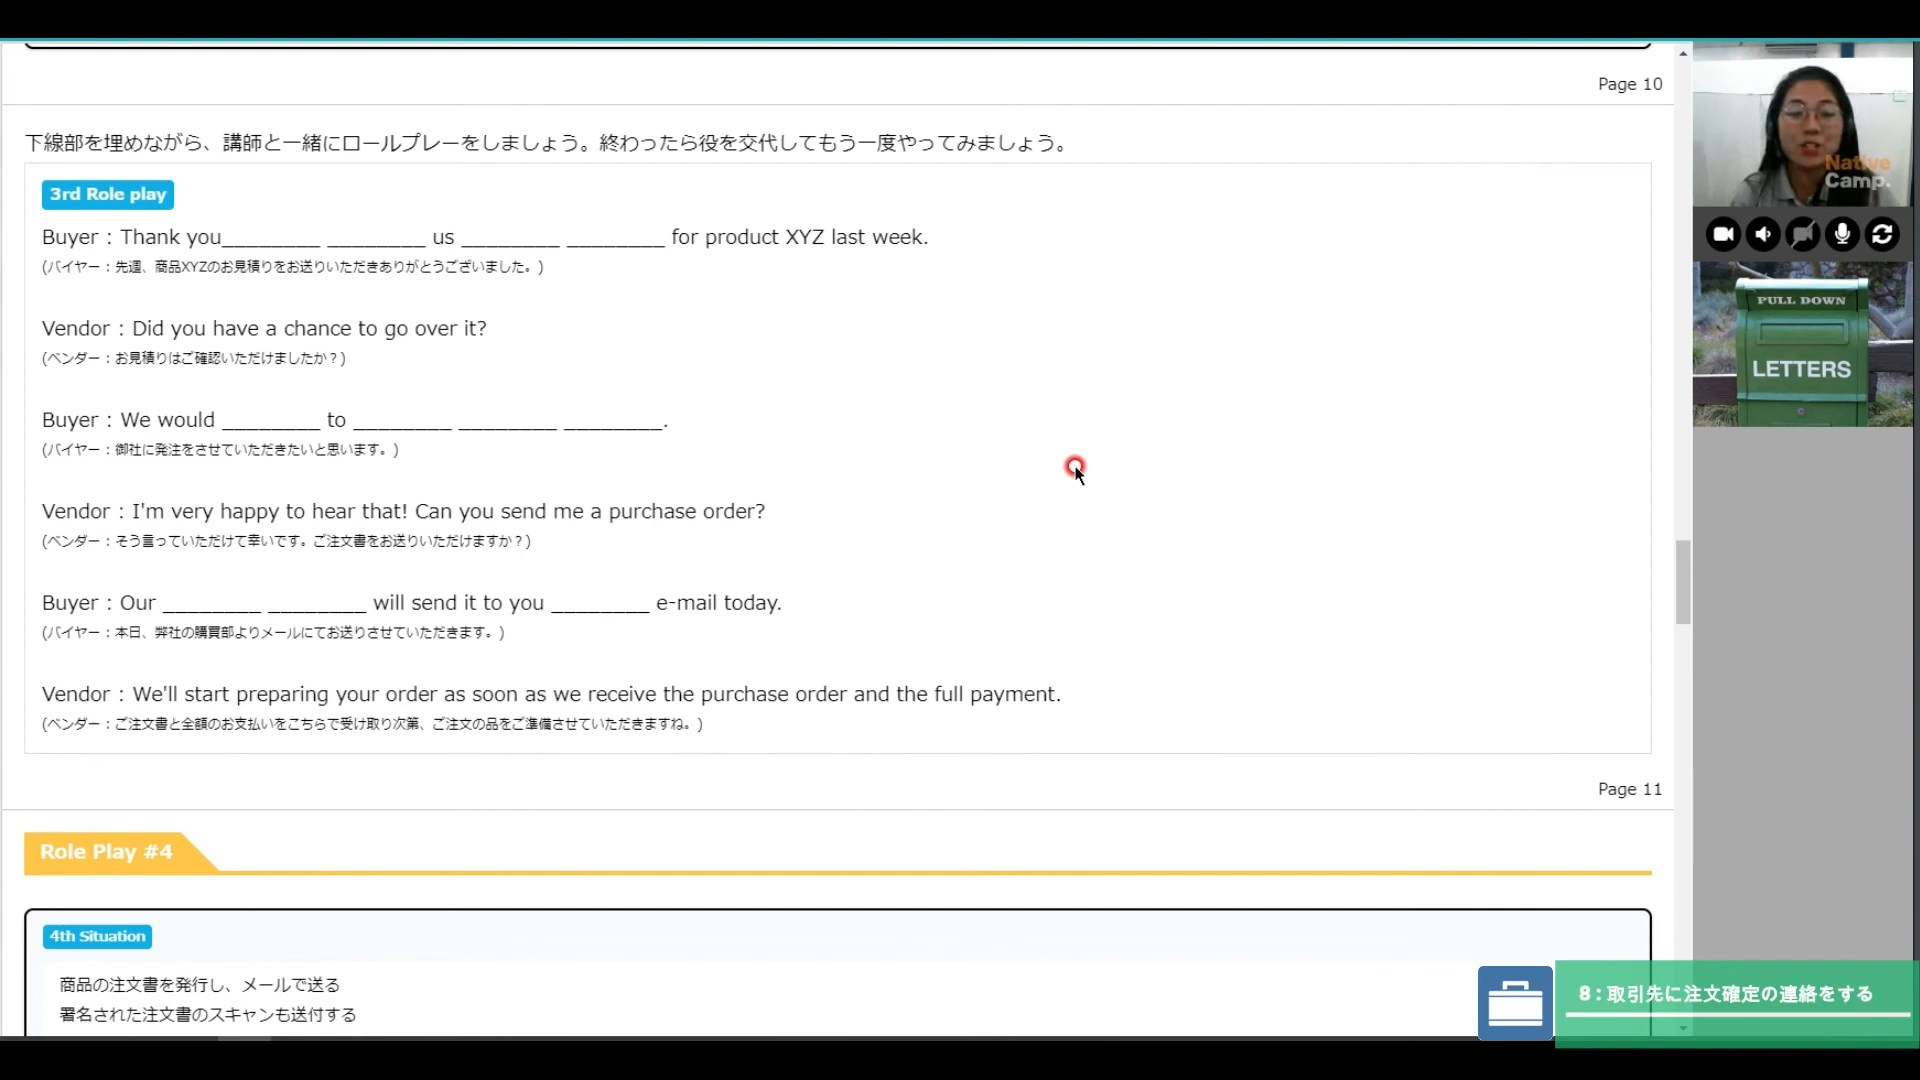 Page 10
下線部を埋めながら、講師と一緒にロールプレーをしましょう。終わったら役を交代してもう一度やってみましょう。
3rd Role play
Buyer : Thank you________ ________ us ________ ________ for product XYZ last week.
(バイヤー：先週、商品XYZのお見積りをお送りいただきありがとうございました。)
Vendor : Did you have a chance to go over it?
(ベンダー：お見積りはご確認いただけましたか？)
Buyer : We would ________ to ________ ________ ________.
(バイヤー：御社に発注をさせていただきたいと思います。)
Vendor : I'm very happy to hear that! Can you send me a purchase order?
(ベンダー：そう言っていただけて幸いです。ご注文書をお送りいただけますか？)
Buyer : Our ________ ________ will send it to you ________ e-mail today.
(バイヤー：本日、弊社の購買部よりメールにてお送りさせていただきます。)
Vendor : We'll start preparing your order as soon as we receive the purchase order and the full payment.
(ベンダー：ご注文書と全額のお支払いをこちらで受け取り次第、ご注文の品をご準備させていただきますね。)
Page 11
Role Play #4
4th Situation
商品の注文書を発行し、メールで送る
署名された注文書のスキャンも送付する
Native
Camp.
PULL DOWN
LETTERS
8：取引先に注文確定の連絡をする